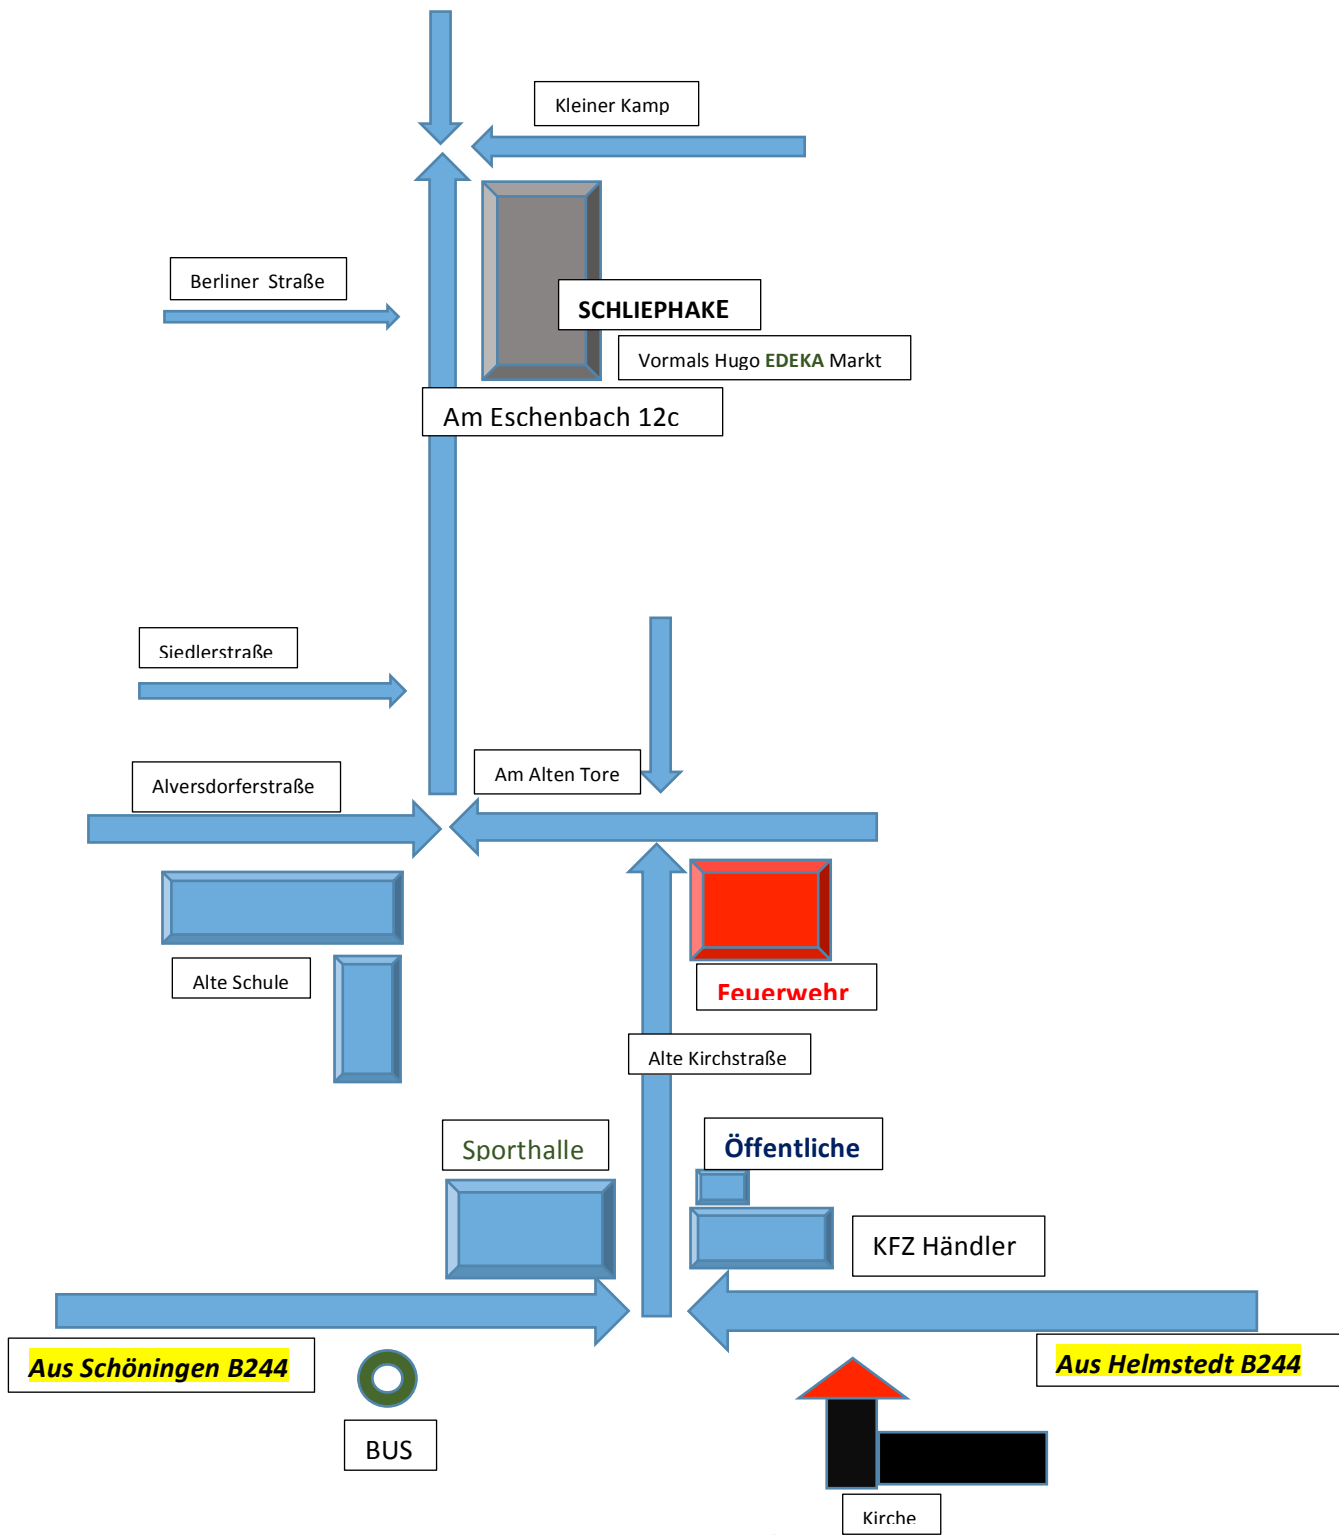 Kleiner Kamp
Berliner Straße
SCHLIEPHAKE
Vormals Hugo EDEKA Markt
Am Eschenbach 12c
Siedlerstraße
Am Alten Tore
Alversdorferstraße
Alte Schule
Feuerwehr
Alte Kirchstraße
Sporthalle
Öffentliche
KFZ Händler
Aus Schöningen B244
Aus Helmstedt B244
BUS
Kirche